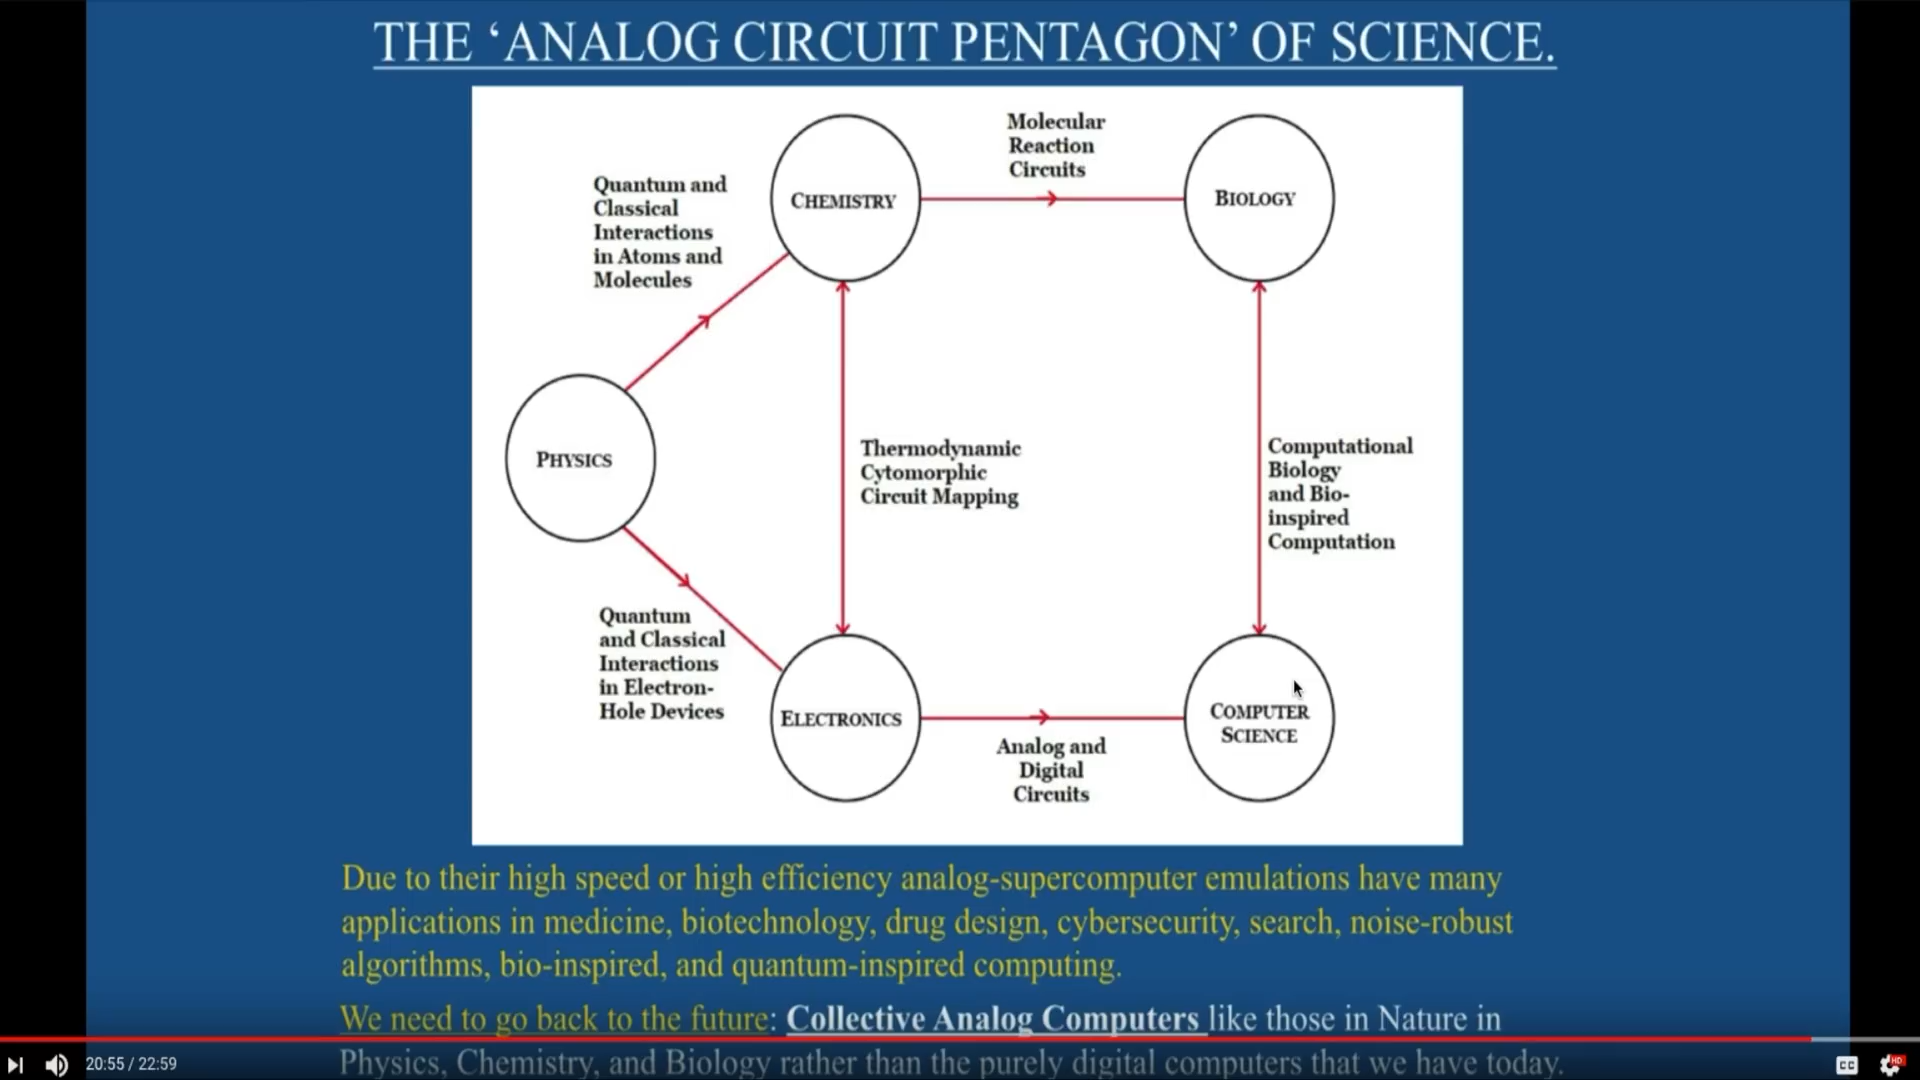 THE ‘ANALOG CIRCUIT PENTAGON’ OF SCIENCE.
Molecular
Reaction
Circuits
Quantum and
Classical
Interactions
in Atoms and
Molecules
CHEMISTRY
BIOLOGY
PHYSICS
Thermodynamic
Cytomorphic
Circuit Mapping
Computational
Biology
and Bio-
inspired
Computation
Quantum
and Classical
Interactions
in Electron-
Hole Devices
ELECTRONICS
COMPUTER
SCIENCE
Analog and
Digital
Circuits
Due to their high speed or high efficiency analog-supercomputer emulations have many
applications in medicine, biotechnology, drug design, cybersecurity, search, noise-robust
algorithms, bio-inspired, and quantum-inspired computing.
We need to go back to the future: Collective Analog Computers like those in Nature in
Physics, Chemistry, and Biology rather than the purely digital computers that we have today.
20:55 / 22:59
CC
HD